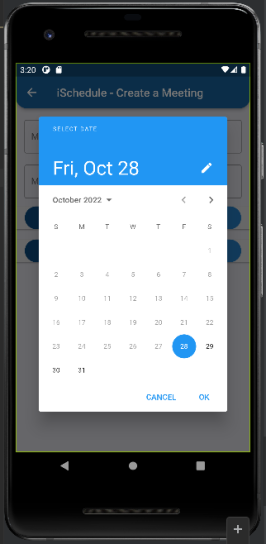 3:20
iSchedule - Create a Meeting
M
M
SELECT DATE
Fri, Oct 28
October 2022
S M T W T F S
1
2 3 4 5 6 7 8
9 10 11 12 13 14 15
16 17 18 19 20 21 22
23 24 25 26 27 28 29
30 31
CANCEL OK